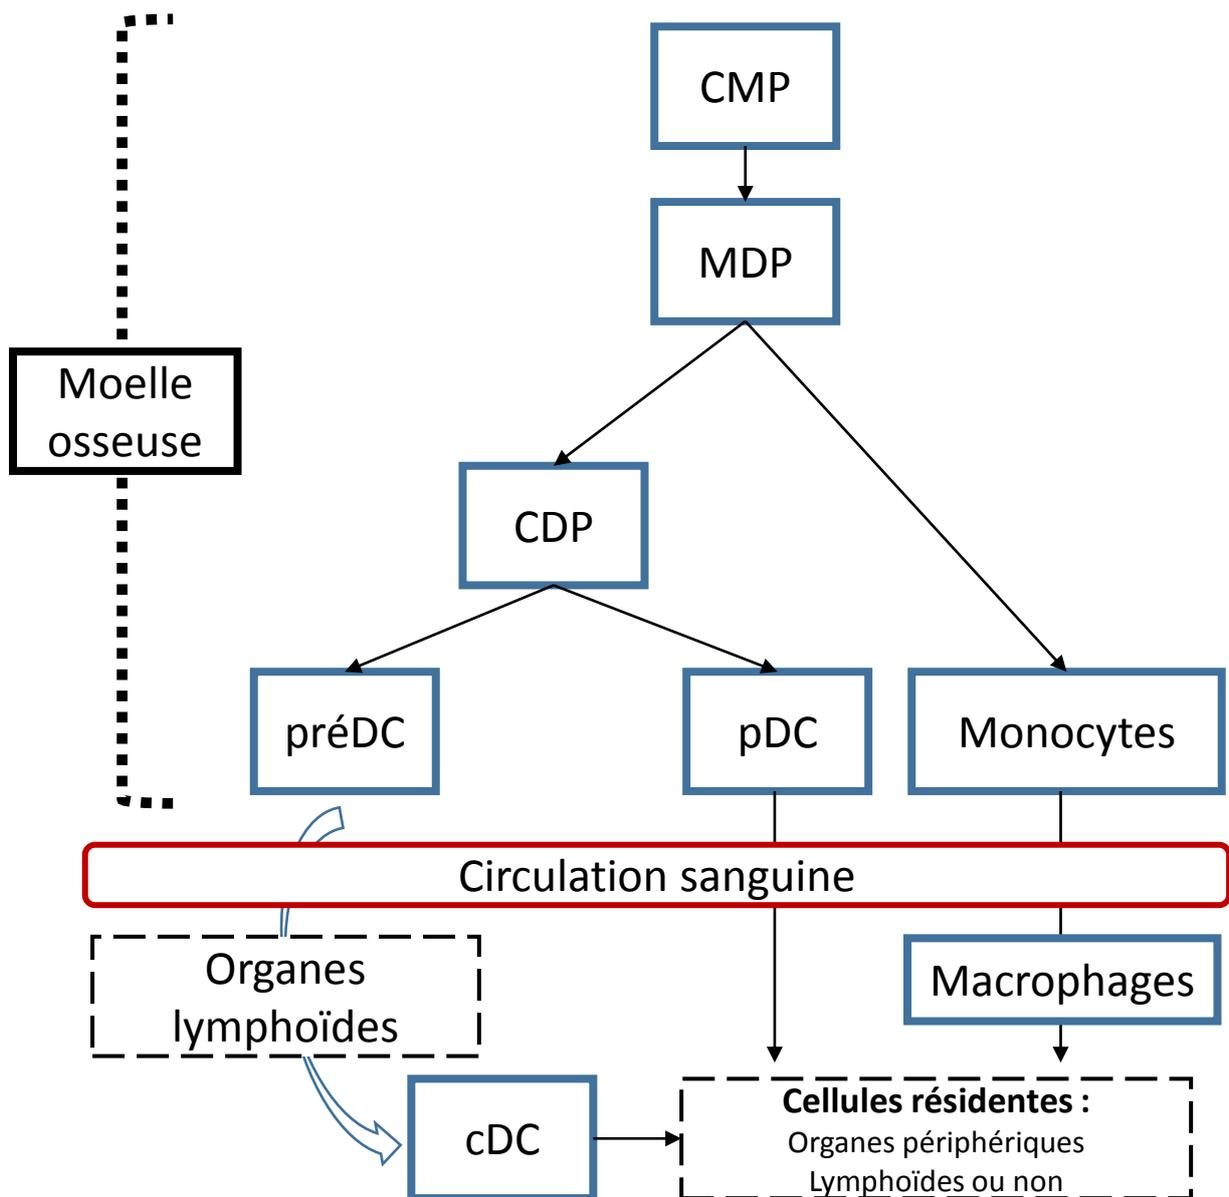 CMP
MDP
Moelle
osseuse
CDP
préDC
pDC
Monocytes
Circulation sanguine
Organes
lymphoïdes
Macrophages
cDC
Cellules résidentes :
Organes périphériques
Lymphoïdes ou non